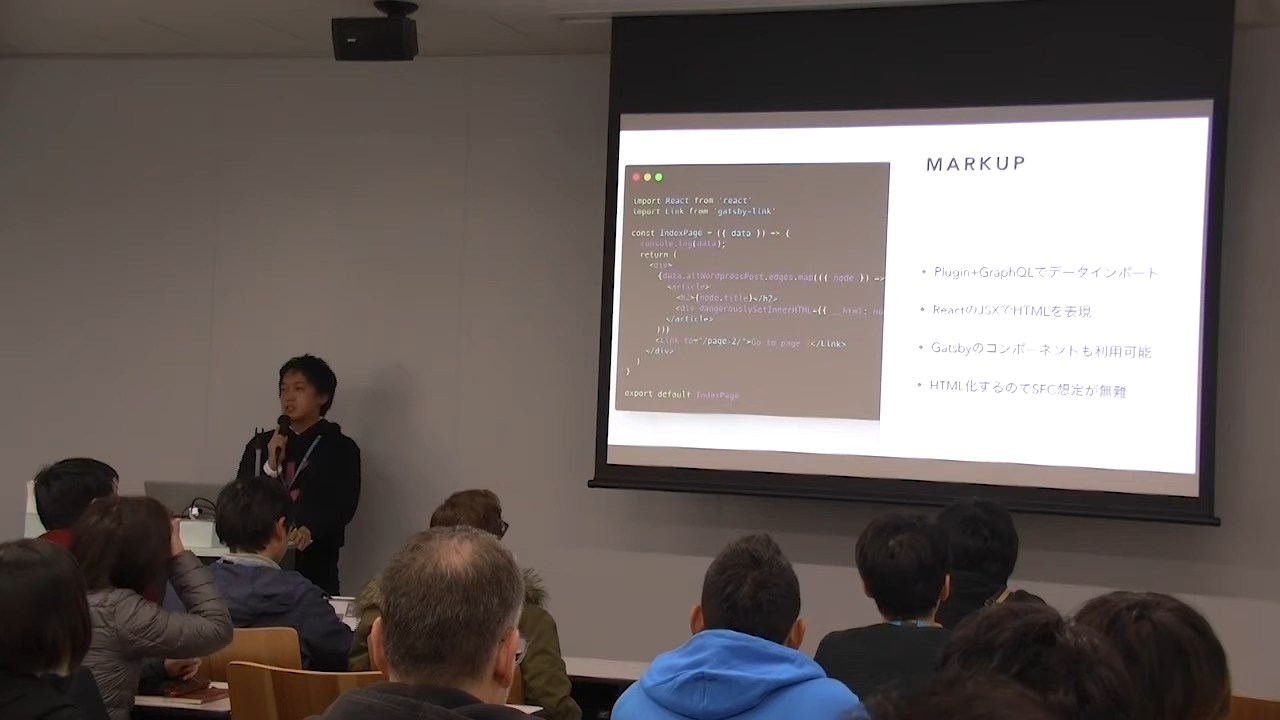 MARKUP
import React from 'react'
import Link from 'gatsby-link'
const IndexPage = ({ data }) => {
console.log(data);
return (
<div>
{data.allWordpressPost.edges.map(({ node }) =>
<article>
<h2>{node.title}</h2>
<div dangerouslySetInnerHTML={{ __html: no
</article>
))}
<Link to="/page-2/">Go to page 2</Link>
</div>
)
}
export default IndexPage
• Plugin+GraphQLでデータインポート
• ReactのJSXでHTMLを表現
• Gatsbyのコンポーネントも利用可能
• HTML化するのでSFC想定が無難